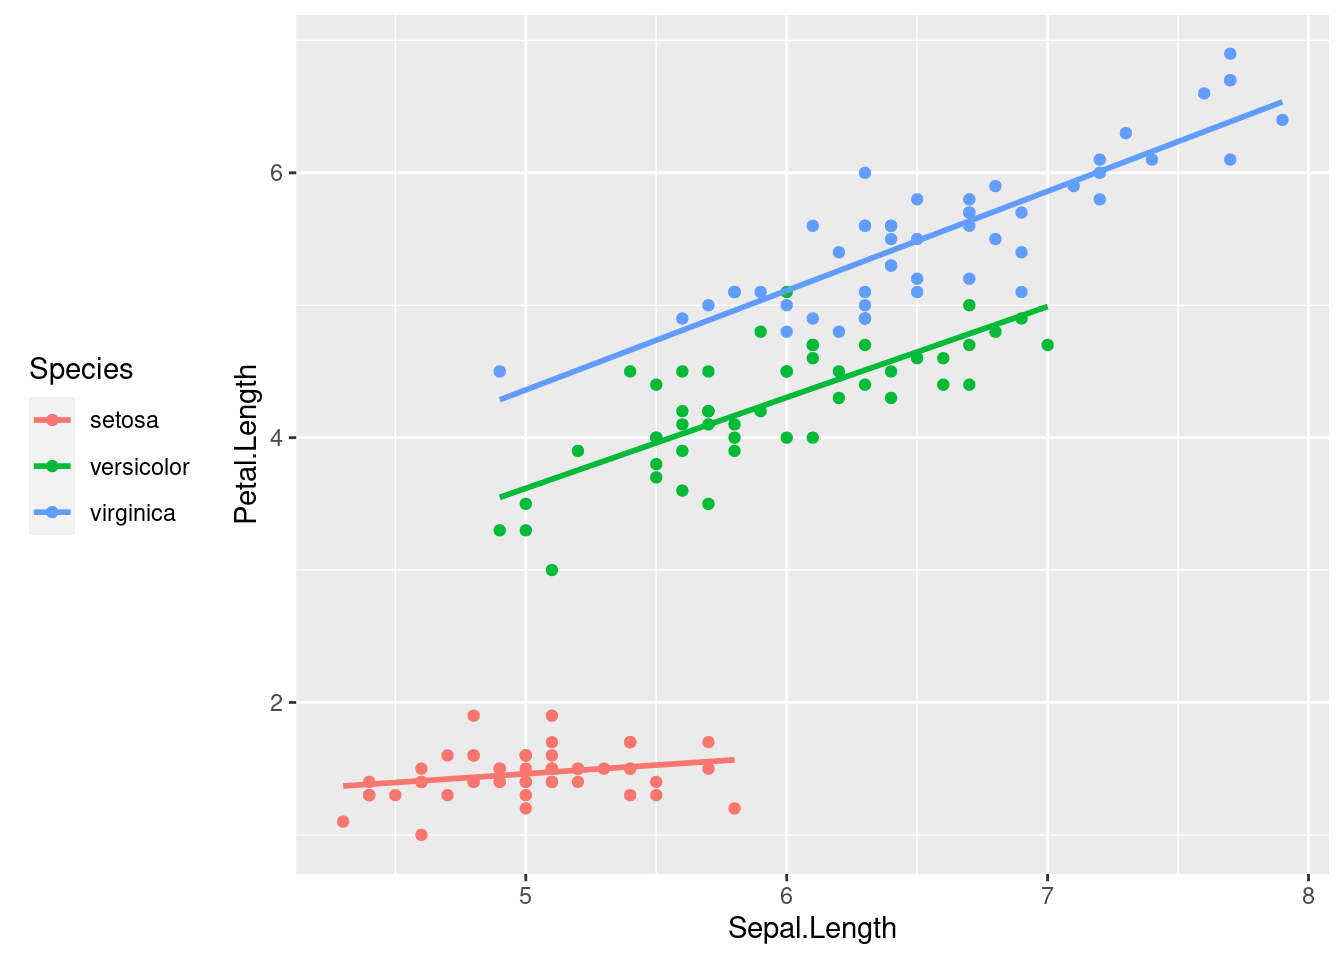 Species
setosa
versicolor
virginica
Petal.Length
6
4
2
5 6 7 8
Sepal.Length